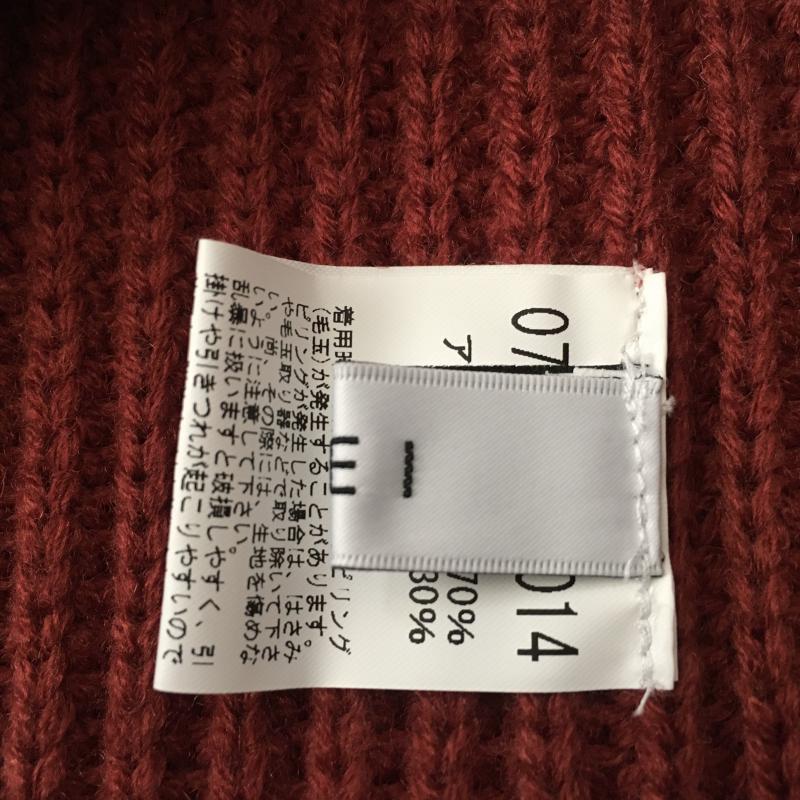 07 014
ア 70%
30%
着用時 ピリング
(毛玉)が発生することがあります。
ピリングが発生した場合は、はさみ
や毛玉取り器などで取り除いて下さ
い。尚、その際には、生地を傷めな
いように注意して下さい。
乱暴に扱いますと破損しやすく、引
掛けや引きつれが起こりやすいので